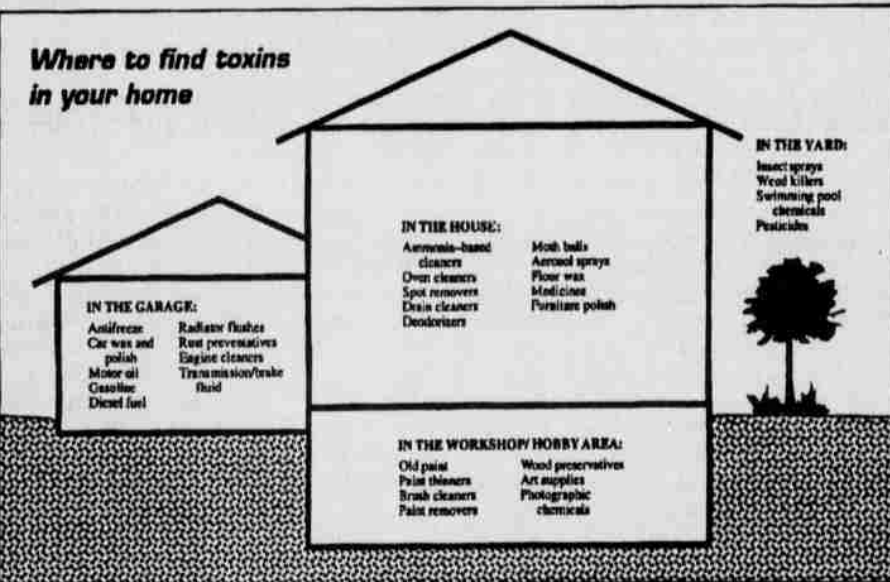 Where to find toxins
in your home
IN THE YARD:
Insect sprays
Weed killers
Swimming pool
chemicals
Pesticides
IN THE HOUSE:
Ammonia-based
cleaners
Oven cleaners
Spot removers
Drain cleaners
Deodorizers
Moth balls
Aerosol sprays
Floor wax
Medicines
Furniture polish
IN THE GARAGE:
Antifreeze
Car wax and
polish
Motor oil
Gasoline
Diesel fuel
Radiator flushes
Rust preventatives
Engine cleaners
Transmission/brake
fluid
IN THE WORKSHOP/ HOBBY AREA:
Old paint
Paint thinners
Brush cleaners
Paint removers
Wood preservatives
Art supplies
Photographic
chemicals